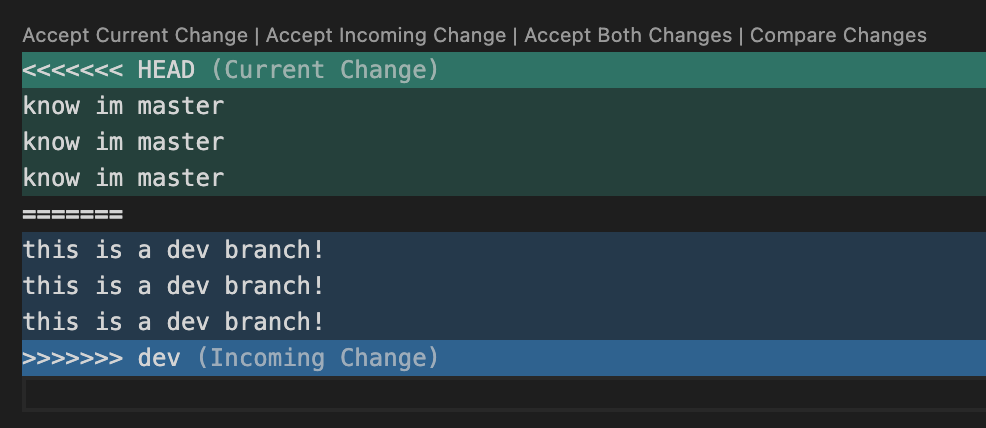 Accept Current Change | Accept Incoming Change | Accept Both Changes | Compare Changes
<<<<<<< HEAD (Current Change)
know im master
know im master
know im master
=======
this is a dev branch!
this is a dev branch!
this is a dev branch!
>>>>>>> dev (Incoming Change)